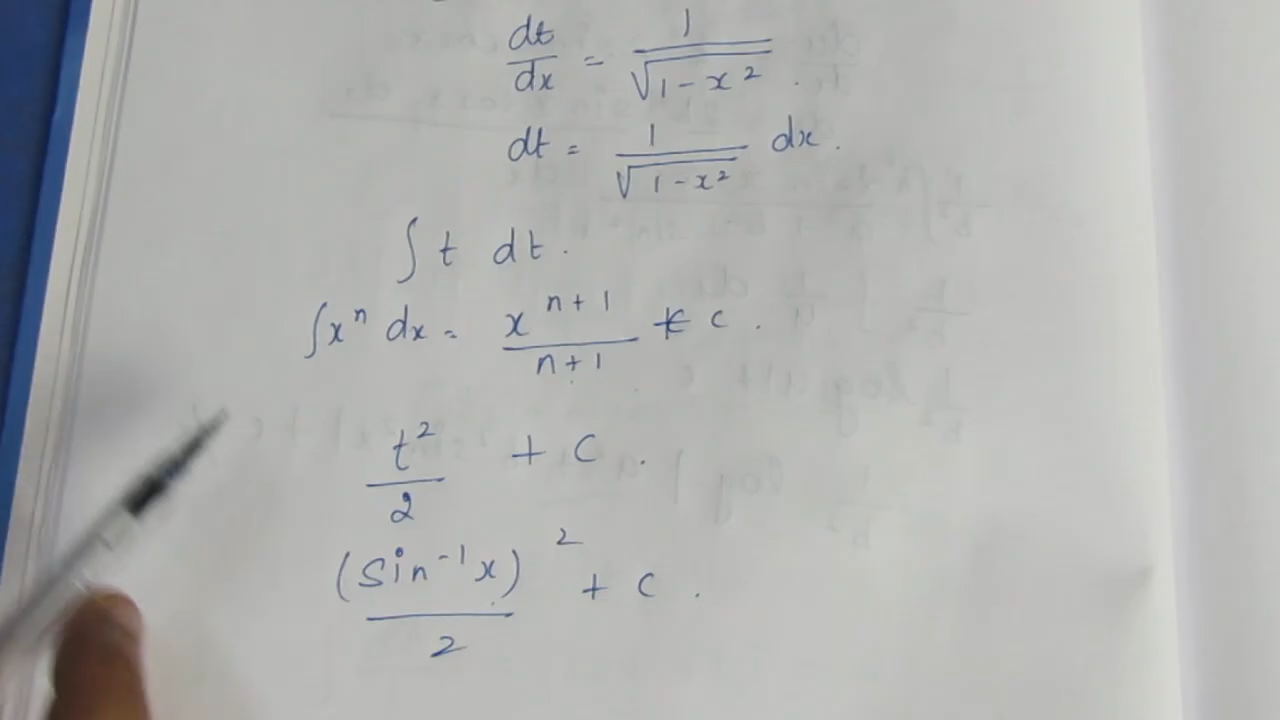 dt/dx = 1/√(1-x²).
dt = 1/√(1-x²) dx.
∫ t dt.
∫xⁿ dx = x^(n+1)/(n+1) + c.
t²/2 + C.
(Sin⁻¹x)²/2 + C.